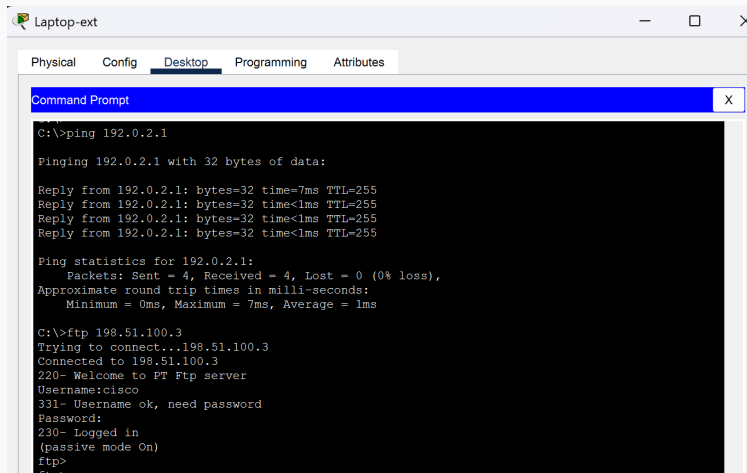 Laptop-ext
Physical Config Desktop Programming Attributes
Command Prompt X
C:\>ping 192.0.2.1
Pinging 192.0.2.1 with 32 bytes of data:
Reply from 192.0.2.1: bytes=32 time=7ms TTL=255
Reply from 192.0.2.1: bytes=32 time<1ms TTL=255
Reply from 192.0.2.1: bytes=32 time<1ms TTL=255
Reply from 192.0.2.1: bytes=32 time<1ms TTL=255
Ping statistics for 192.0.2.1:
Packets: Sent = 4, Received = 4, Lost = 0 (0% loss),
Approximate round trip times in milli-seconds:
Minimum = 0ms, Maximum = 7ms, Average = 1ms
C:\>ftp 198.51.100.3
Trying to connect...198.51.100.3
Connected to 198.51.100.3
220- Welcome to PT Ftp server
Username:cisco
331- Username ok, need password
Password:
230- Logged in
(passive mode On)
ftp>